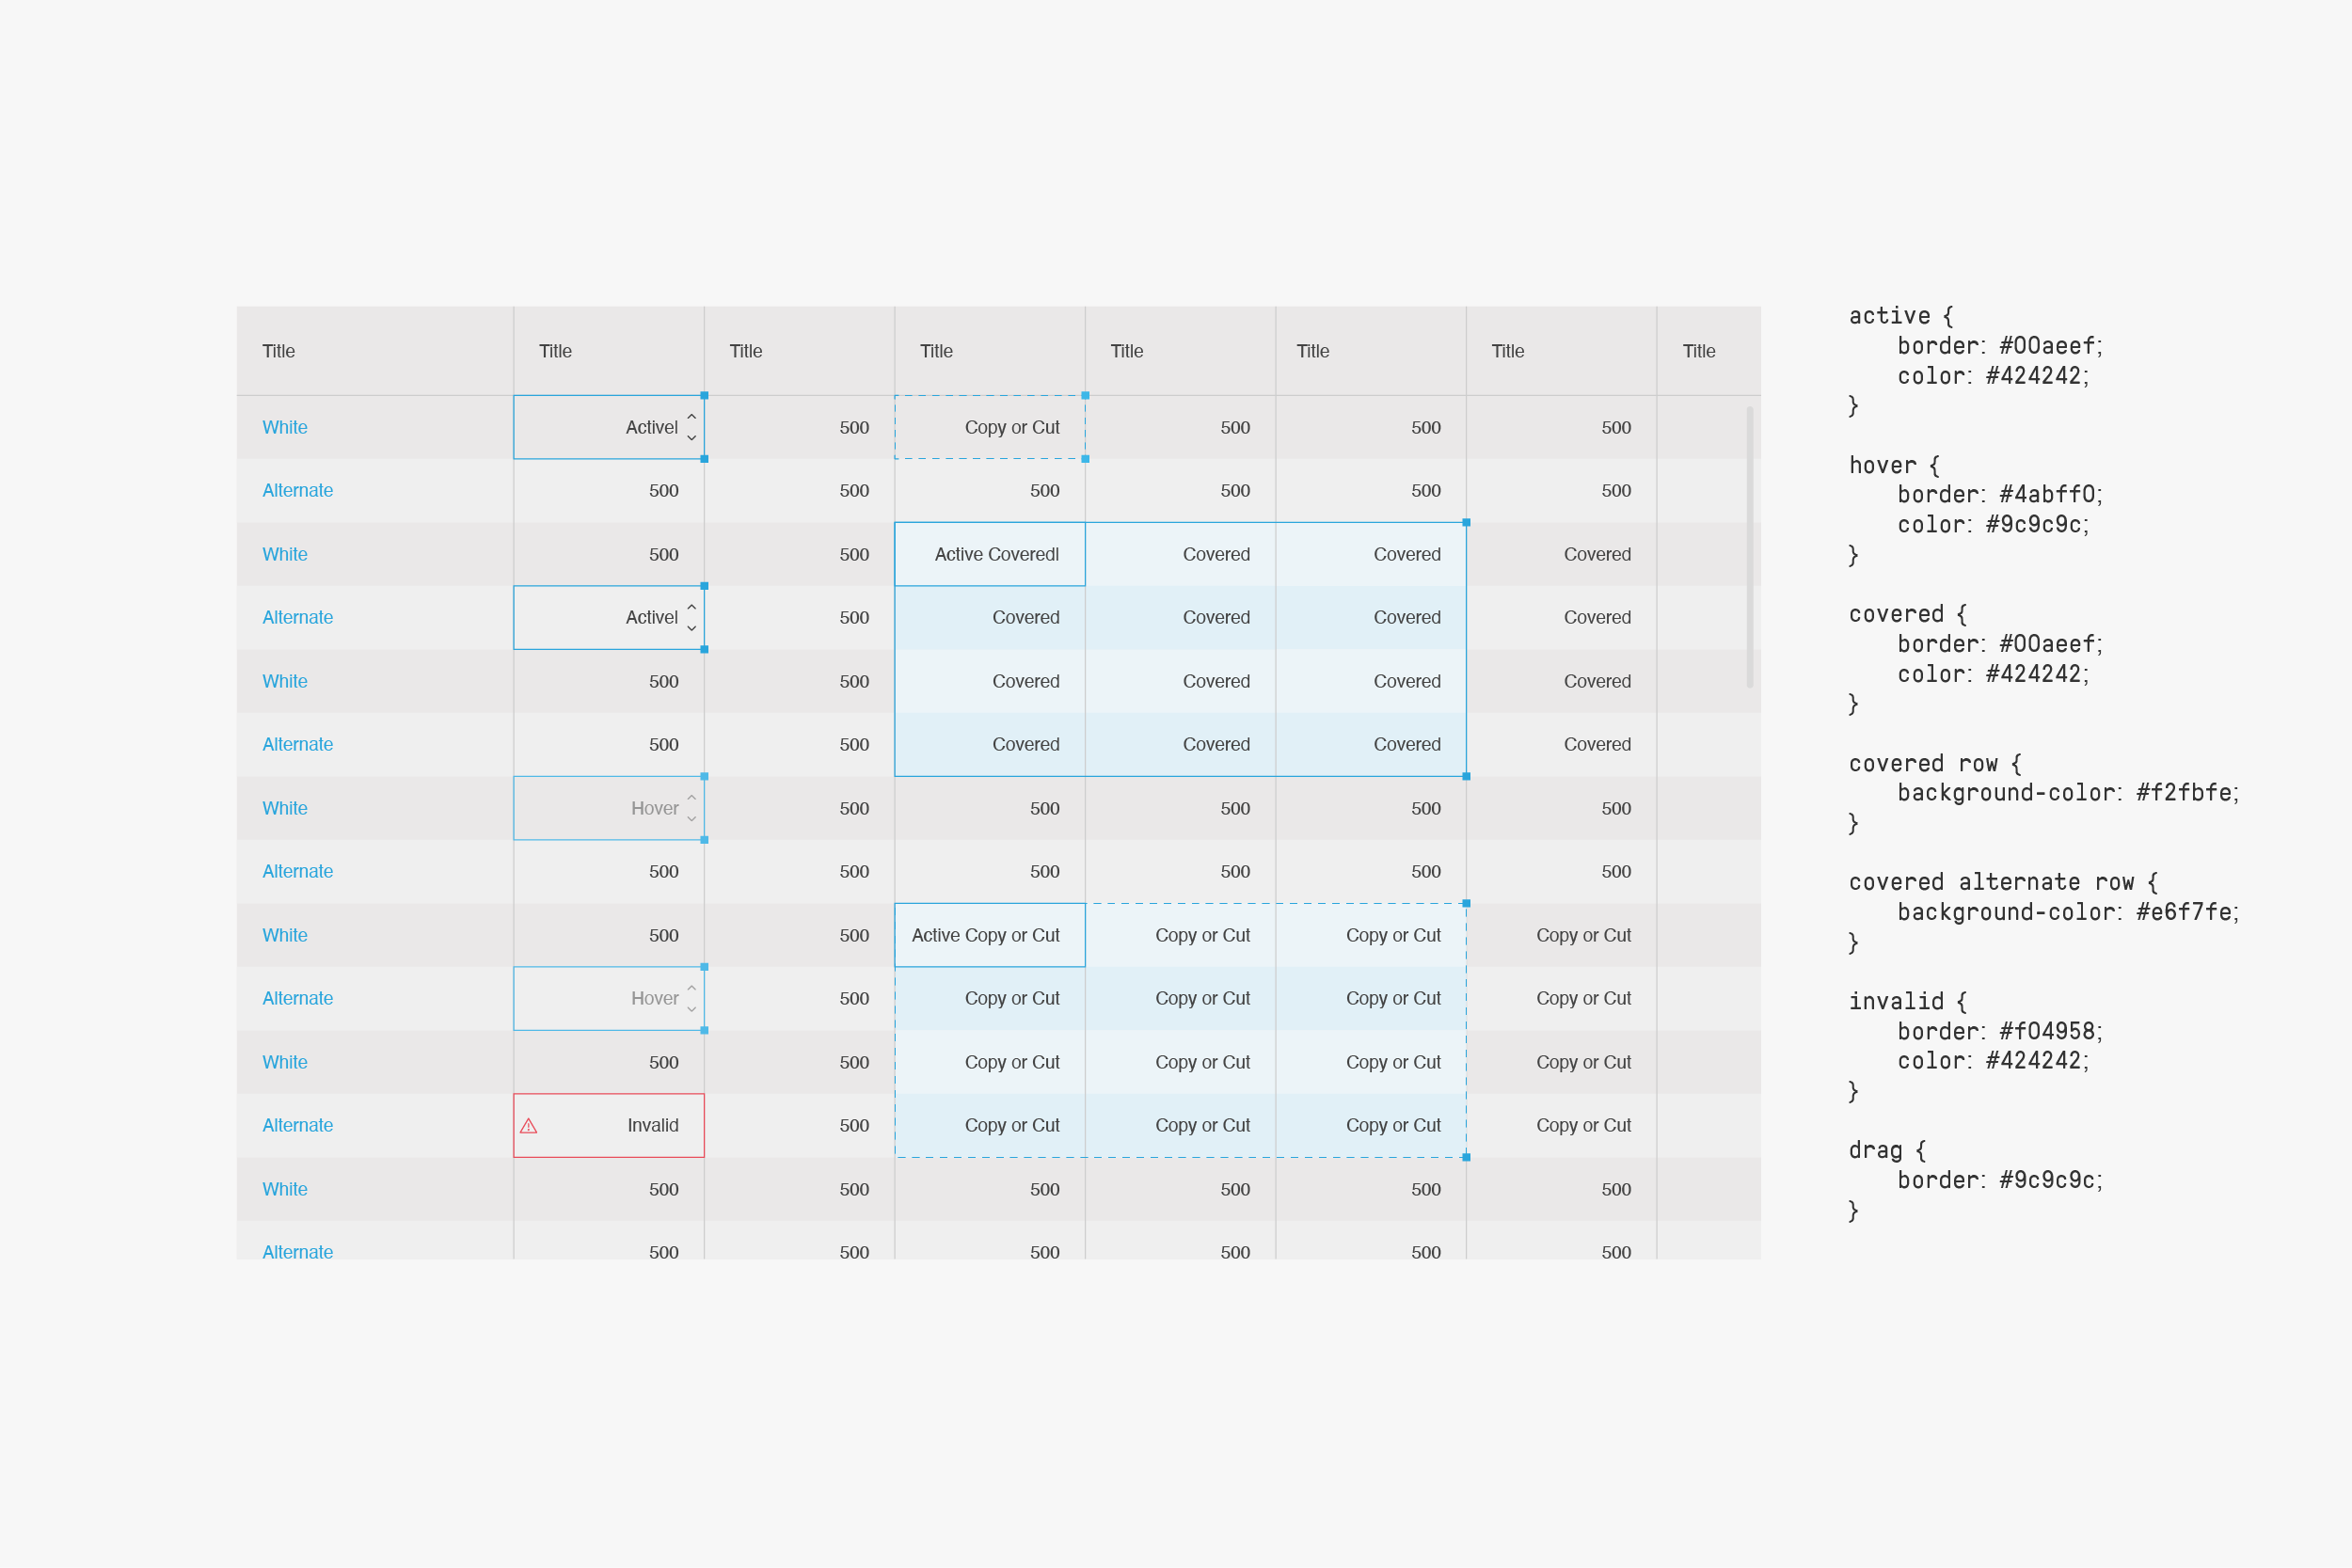 Title Title Title Title Title Title Title Title
White Active 500 Copy or Cut 500 500 500
Alternate 500 500 500 500 500 500
White 500 500 Active Covered Covered Covered Covered
Alternate Active 500 Covered Covered Covered Covered
White 500 500 Covered Covered Covered Covered
Alternate 500 500 Covered Covered Covered Covered
White Hover 500 500 500 500 500
Alternate 500 500 500 500 500 500
White 500 500 Active Copy or Cut Copy or Cut Copy or Cut Copy or Cut
Alternate Hover 500 Copy or Cut Copy or Cut Copy or Cut Copy or Cut
White 500 500 Copy or Cut Copy or Cut Copy or Cut Copy or Cut
Alternate Invalid 500 Copy or Cut Copy or Cut Copy or Cut Copy or Cut
White 500 500 500 500 500 500
Alternate 500 500 500 500 500 500
active {
border: #00aeef;
color: #424242;
}
hover {
border: #4abff0;
color: #9c9c9c;
}
covered {
border: #00aeef;
color: #424242;
}
covered row {
background-color: #f2fbfe;
}
covered alternate row {
background-color: #e6f7fe;
}
invalid {
border: #f04958;
color: #424242;
}
drag {
border: #9c9c9c;
}